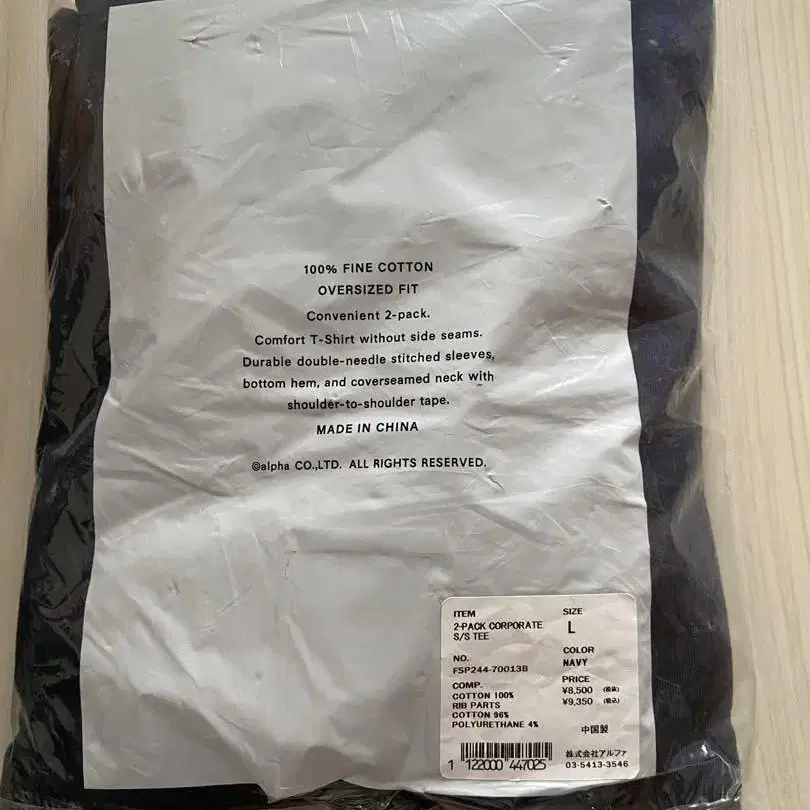 100% FINE COTTON
OVERSIZED FIT
Convenient 2-pack.
Comfort T-Shirt without side seams.
Durable double-needle stitched sleeves,
bottom hem, and coverseamed neck with
shoulder-to-shoulder tape.
MADE IN CHINA
©alpha CO.,LTD. ALL RIGHTS RESERVED.
ITEM
2-PACK CORPORATE
S/S TEE
SIZE
L
NO.
FSP244-70013B
COLOR
NAVY
COMP.
COTTON 100%
RIB PARTS
COTTON 96%
POLYURETHANE 4%
PRICE
¥8,500 (税抜)
¥9,350 (税込)
中国製
1 122000 447025
株式会社アルファ
03-5413-3546